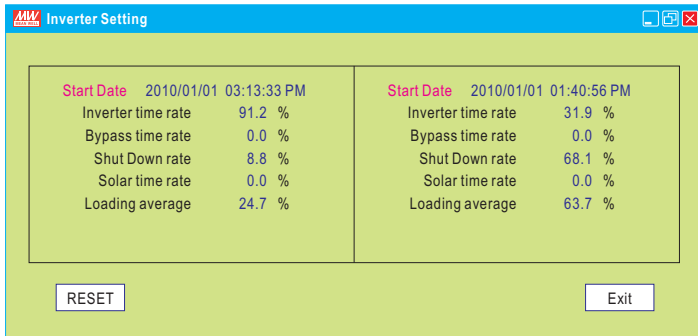 MW MEAN WELL Inverter Setting
Start Date 2010/01/01 03:13:33 PM
Inverter time rate 91.2 %
Bypass time rate 0.0 %
Shut Down rate 8.8 %
Solar time rate 0.0 %
Loading average 24.7 %
Start Date 2010/01/01 01:40:56 PM
Inverter time rate 31.9 %
Bypass time rate 0.0 %
Shut Down rate 68.1 %
Solar time rate 0.0 %
Loading average 63.7 %
RESET
Exit